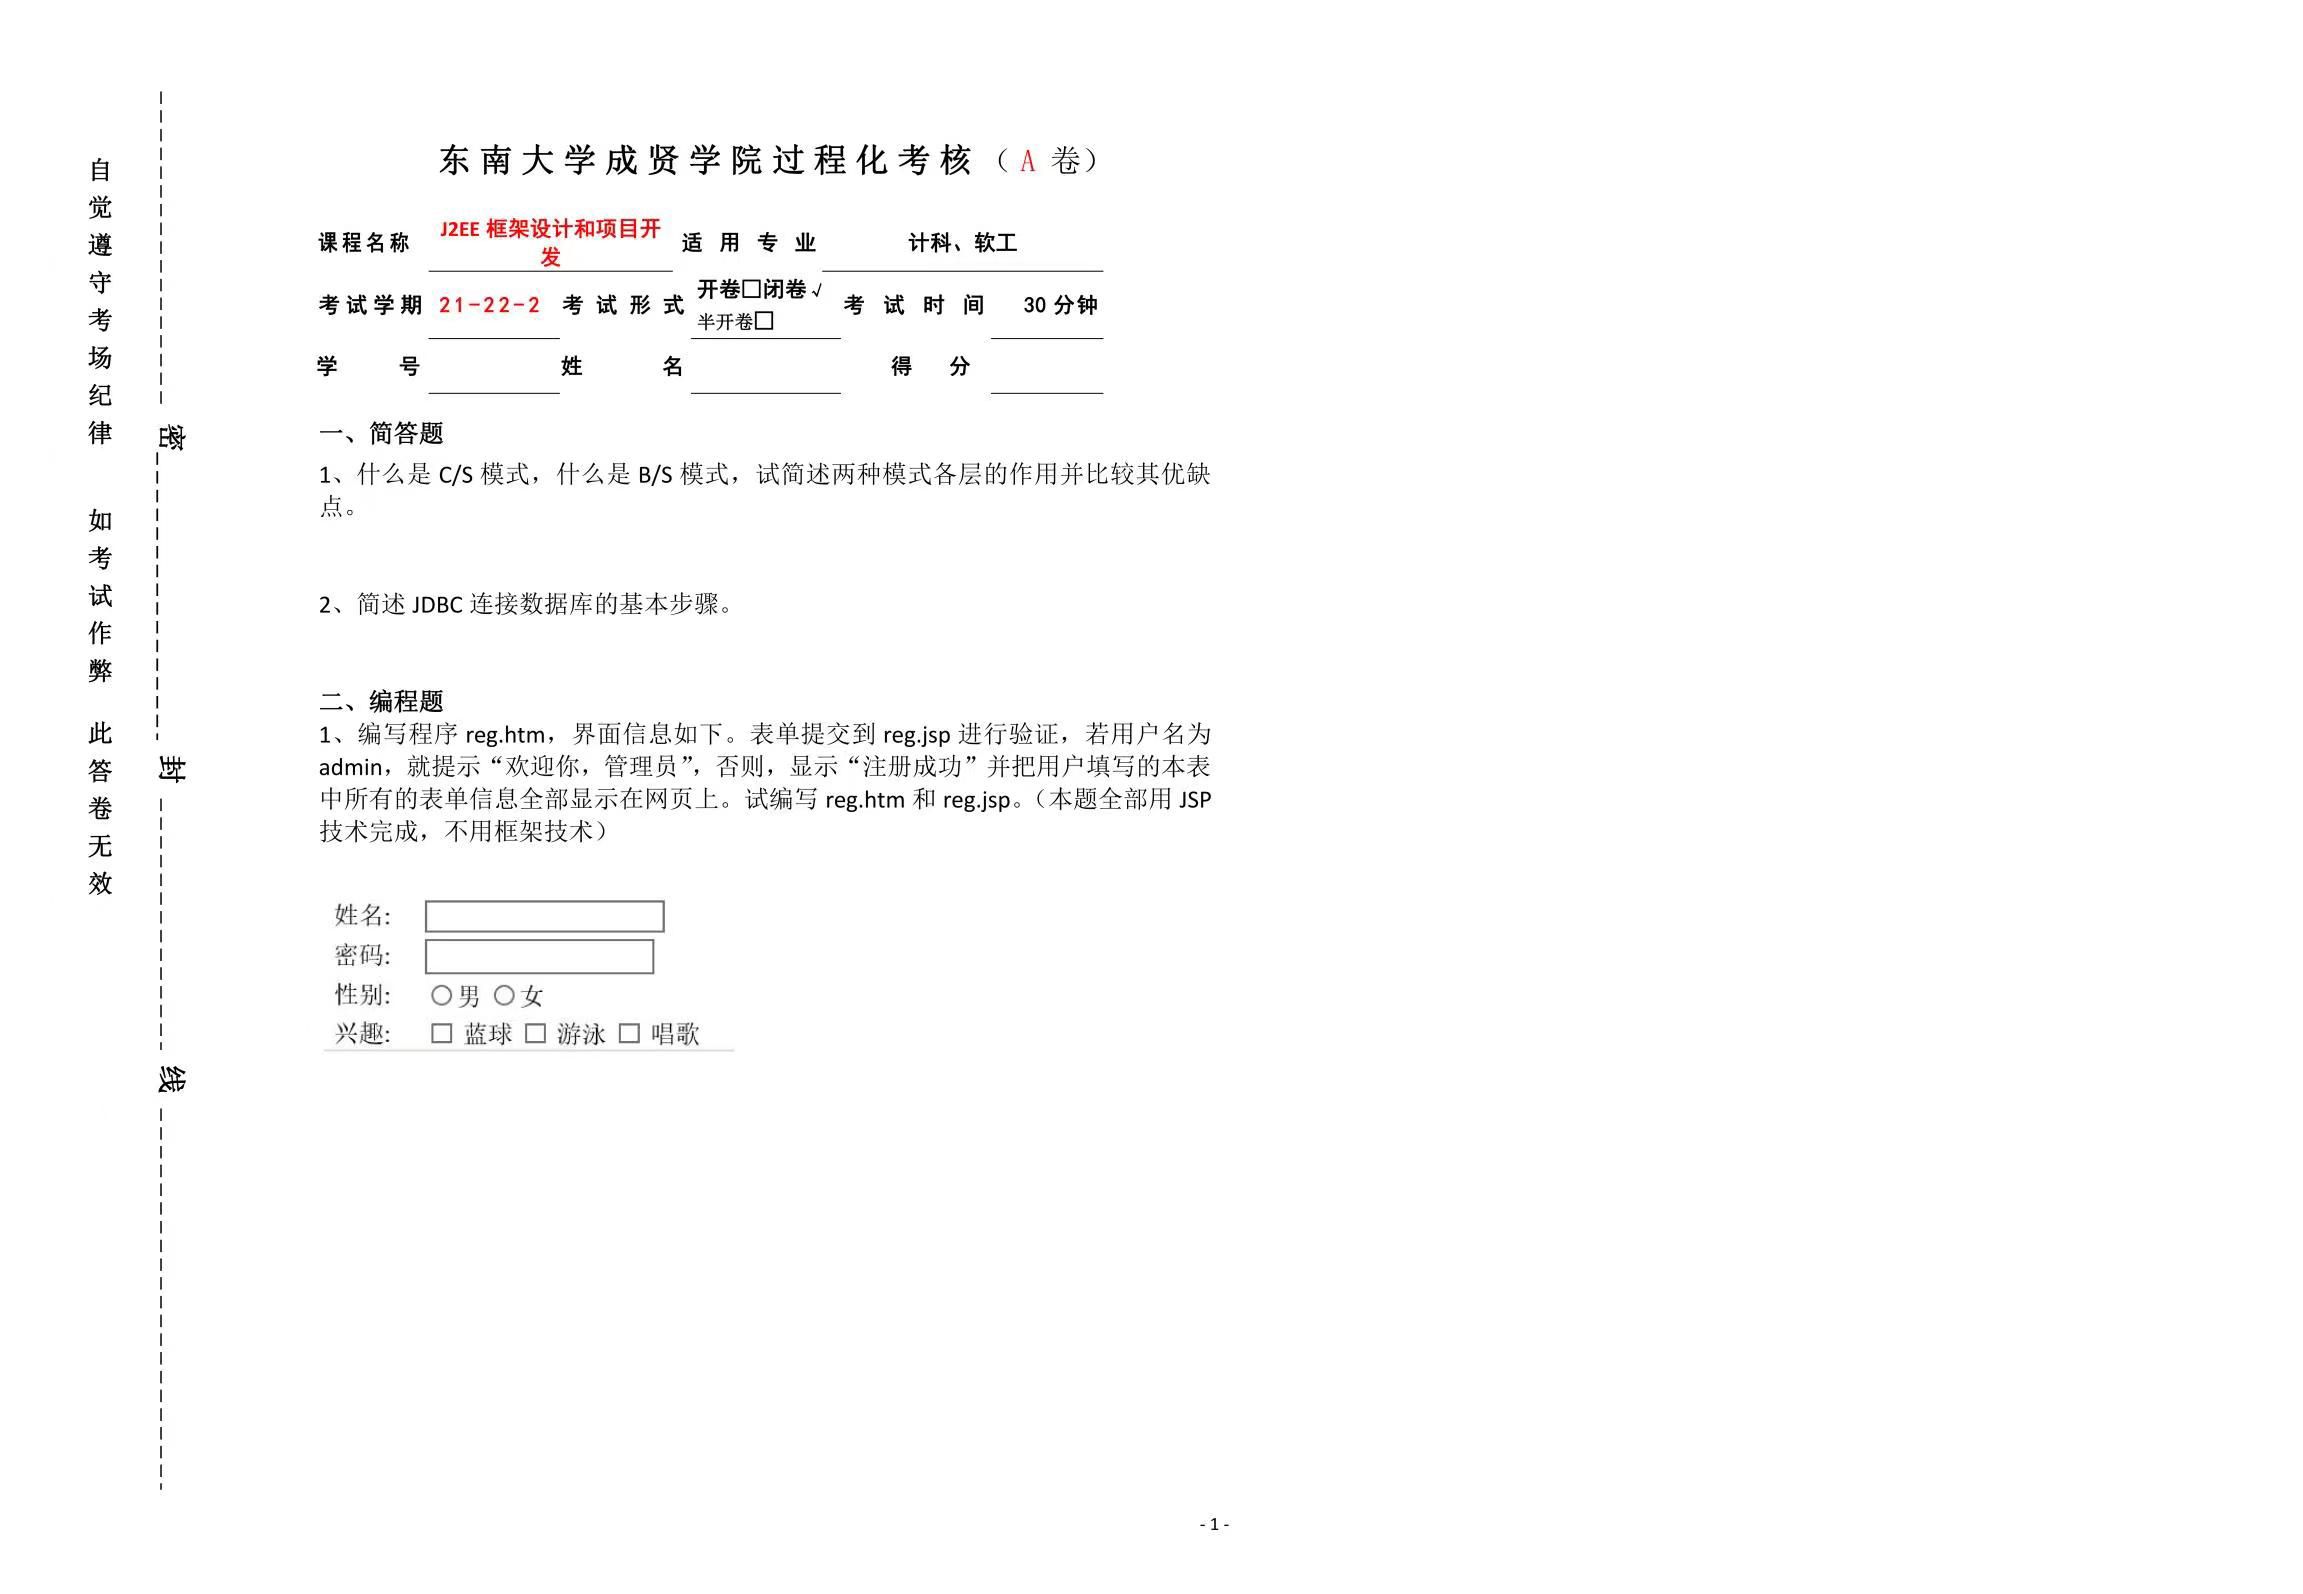 自觉遵守考场纪律 如考试作弊 此答卷无效
密
封
线
东南大学成贤学院过程化考核（A 卷）
课程名称 J2EE 框架设计和项目开发 适用专业 计科、软工
考试学期 21-22-2 考试形式 开卷□闭卷√ 半开卷□ 考试时间 30 分钟
学号 姓名 得分
一、简答题
1、什么是 C/S 模式，什么是 B/S 模式，试简述两种模式各层的作用并比较其优缺
点。
2、简述 JDBC 连接数据库的基本步骤。
二、编程题
1、编写程序 reg.htm，界面信息如下。表单提交到 reg.jsp 进行验证，若用户名为
admin，就提示“欢迎你，管理员”，否则，显示“注册成功”并把用户填写的本表
中所有的表单信息全部显示在网页上。试编写 reg.htm 和 reg.jsp。（本题全部用 JSP
技术完成，不用框架技术）
姓名:
密码:
性别: ○男 ○女
兴趣: □ 蓝球 □ 游泳 □ 唱歌
- 1 -